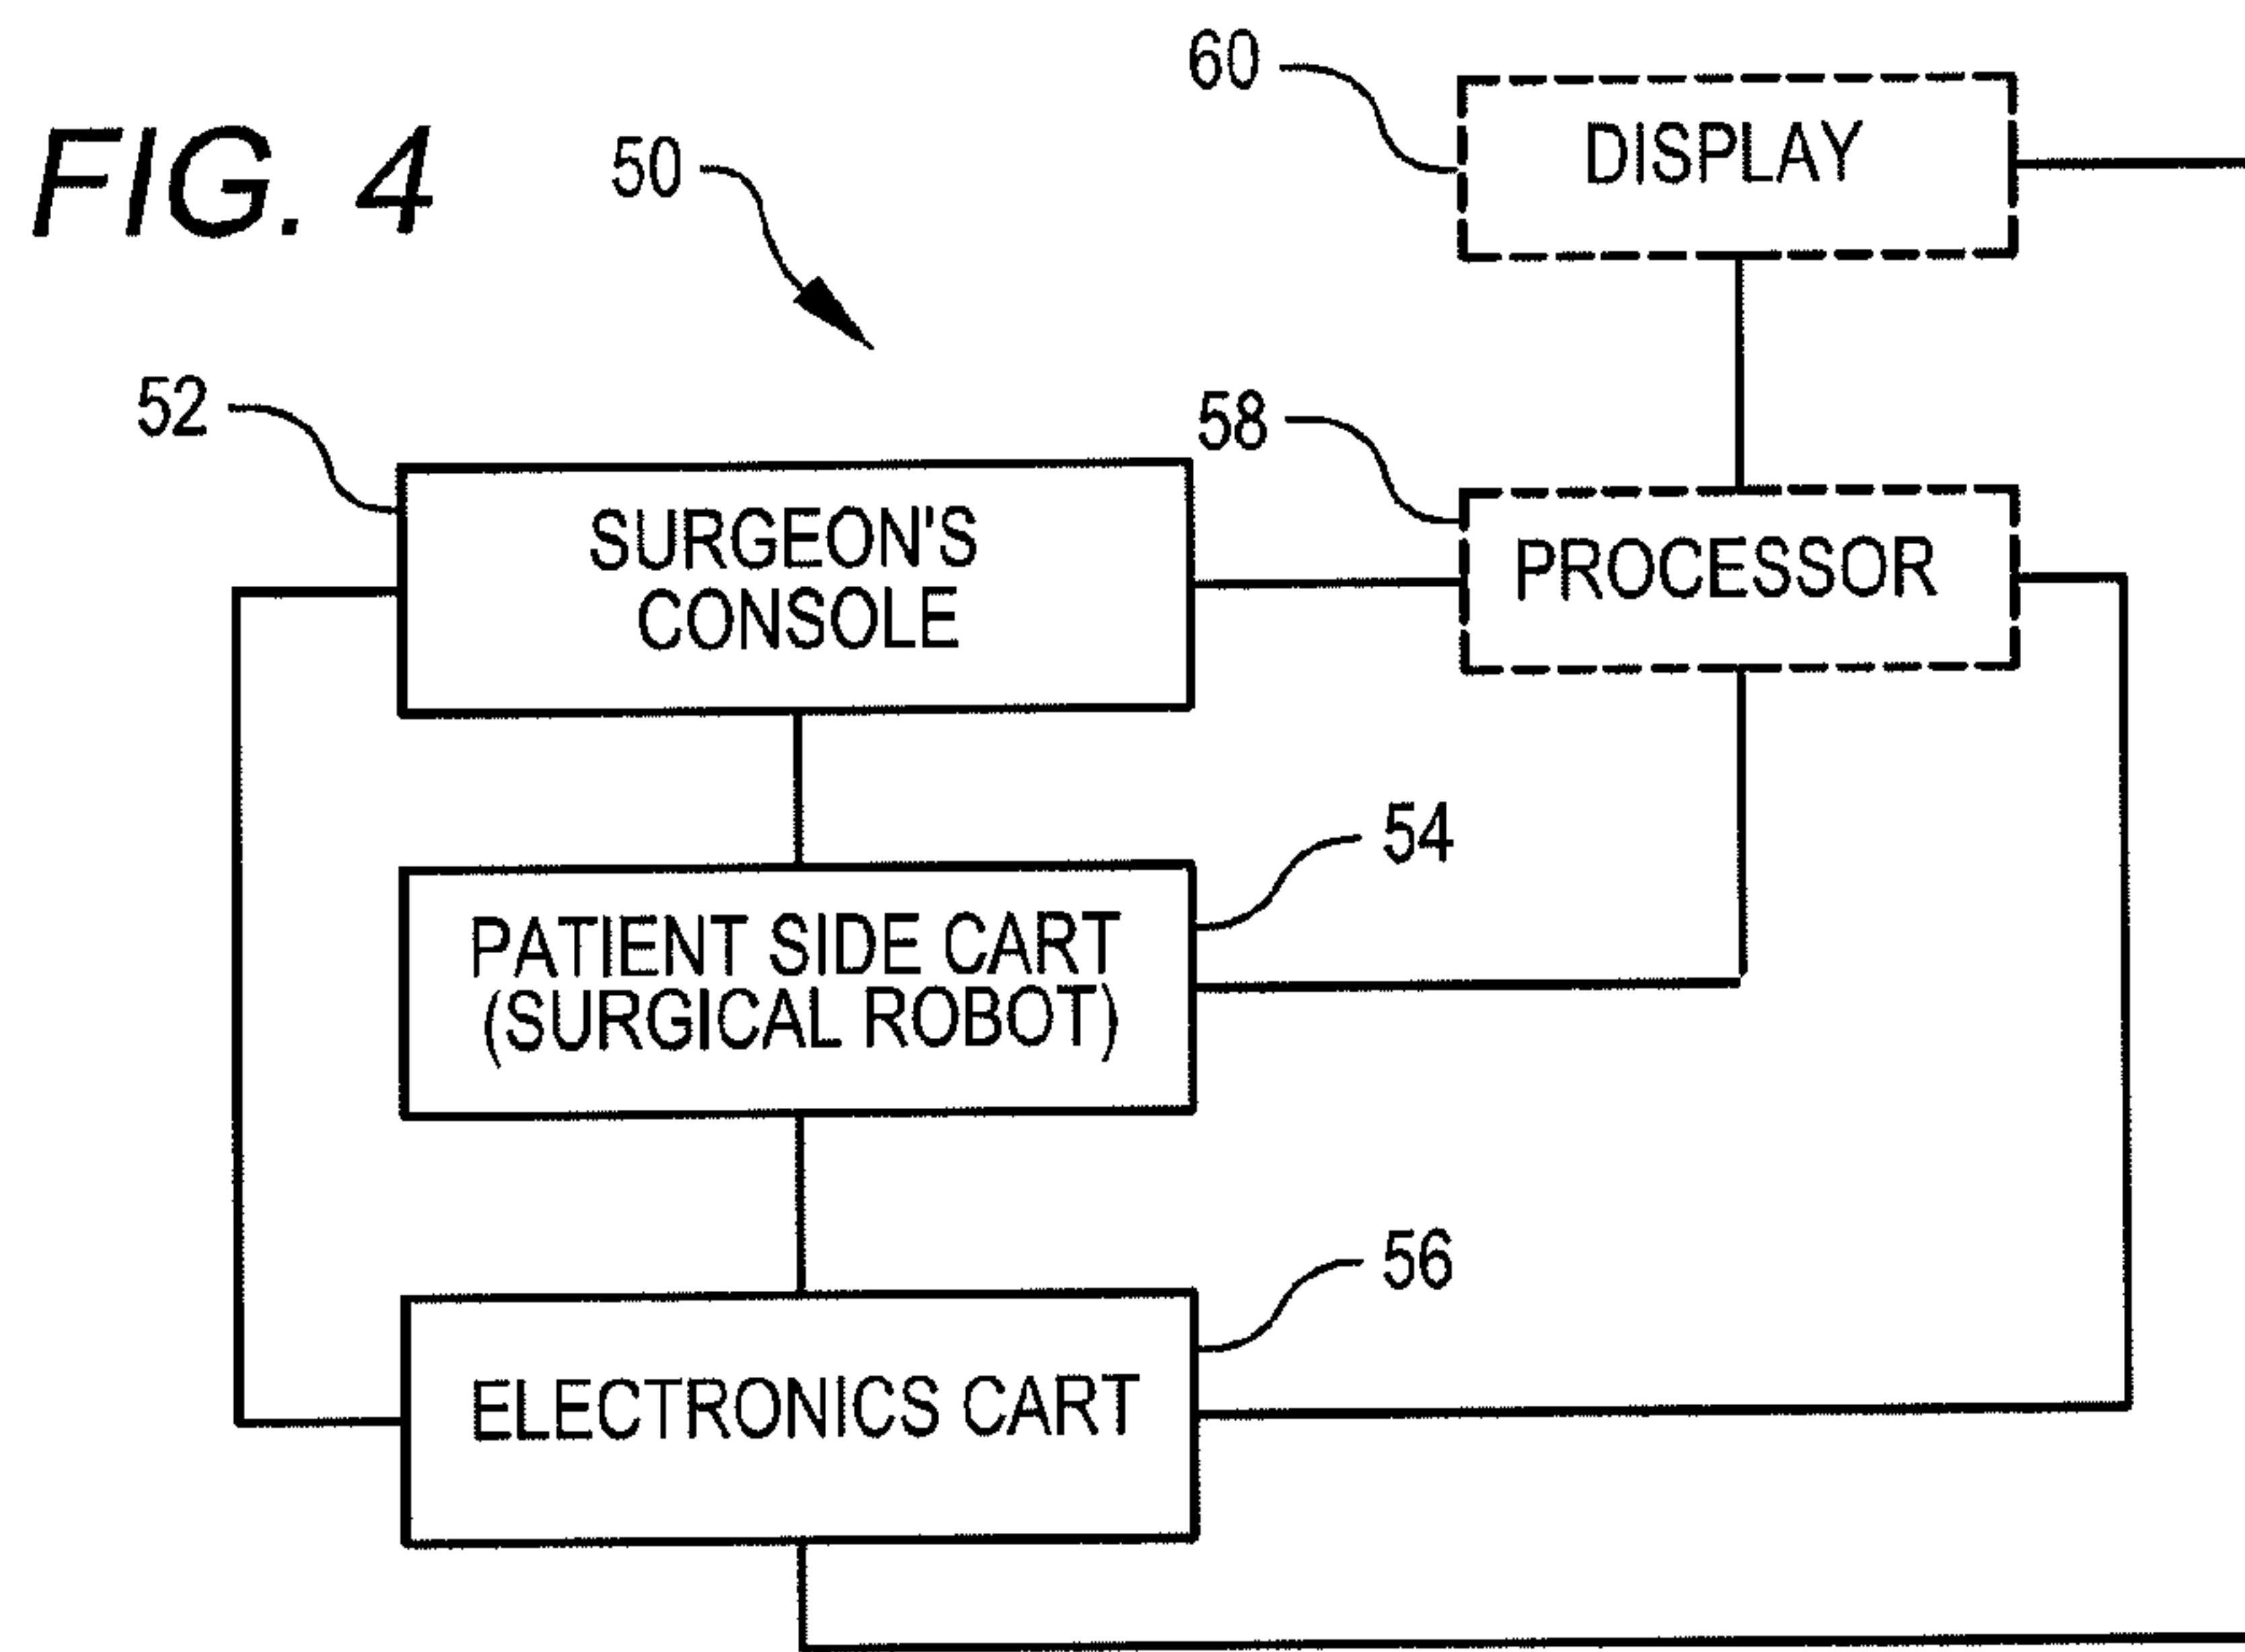 FIG. 4
50
60
DISPLAY
52
58
SURGEON'S
CONSOLE
PROCESSOR
54
PATIENT SIDE CART
(SURGICAL ROBOT)
56
ELECTRONICS CART